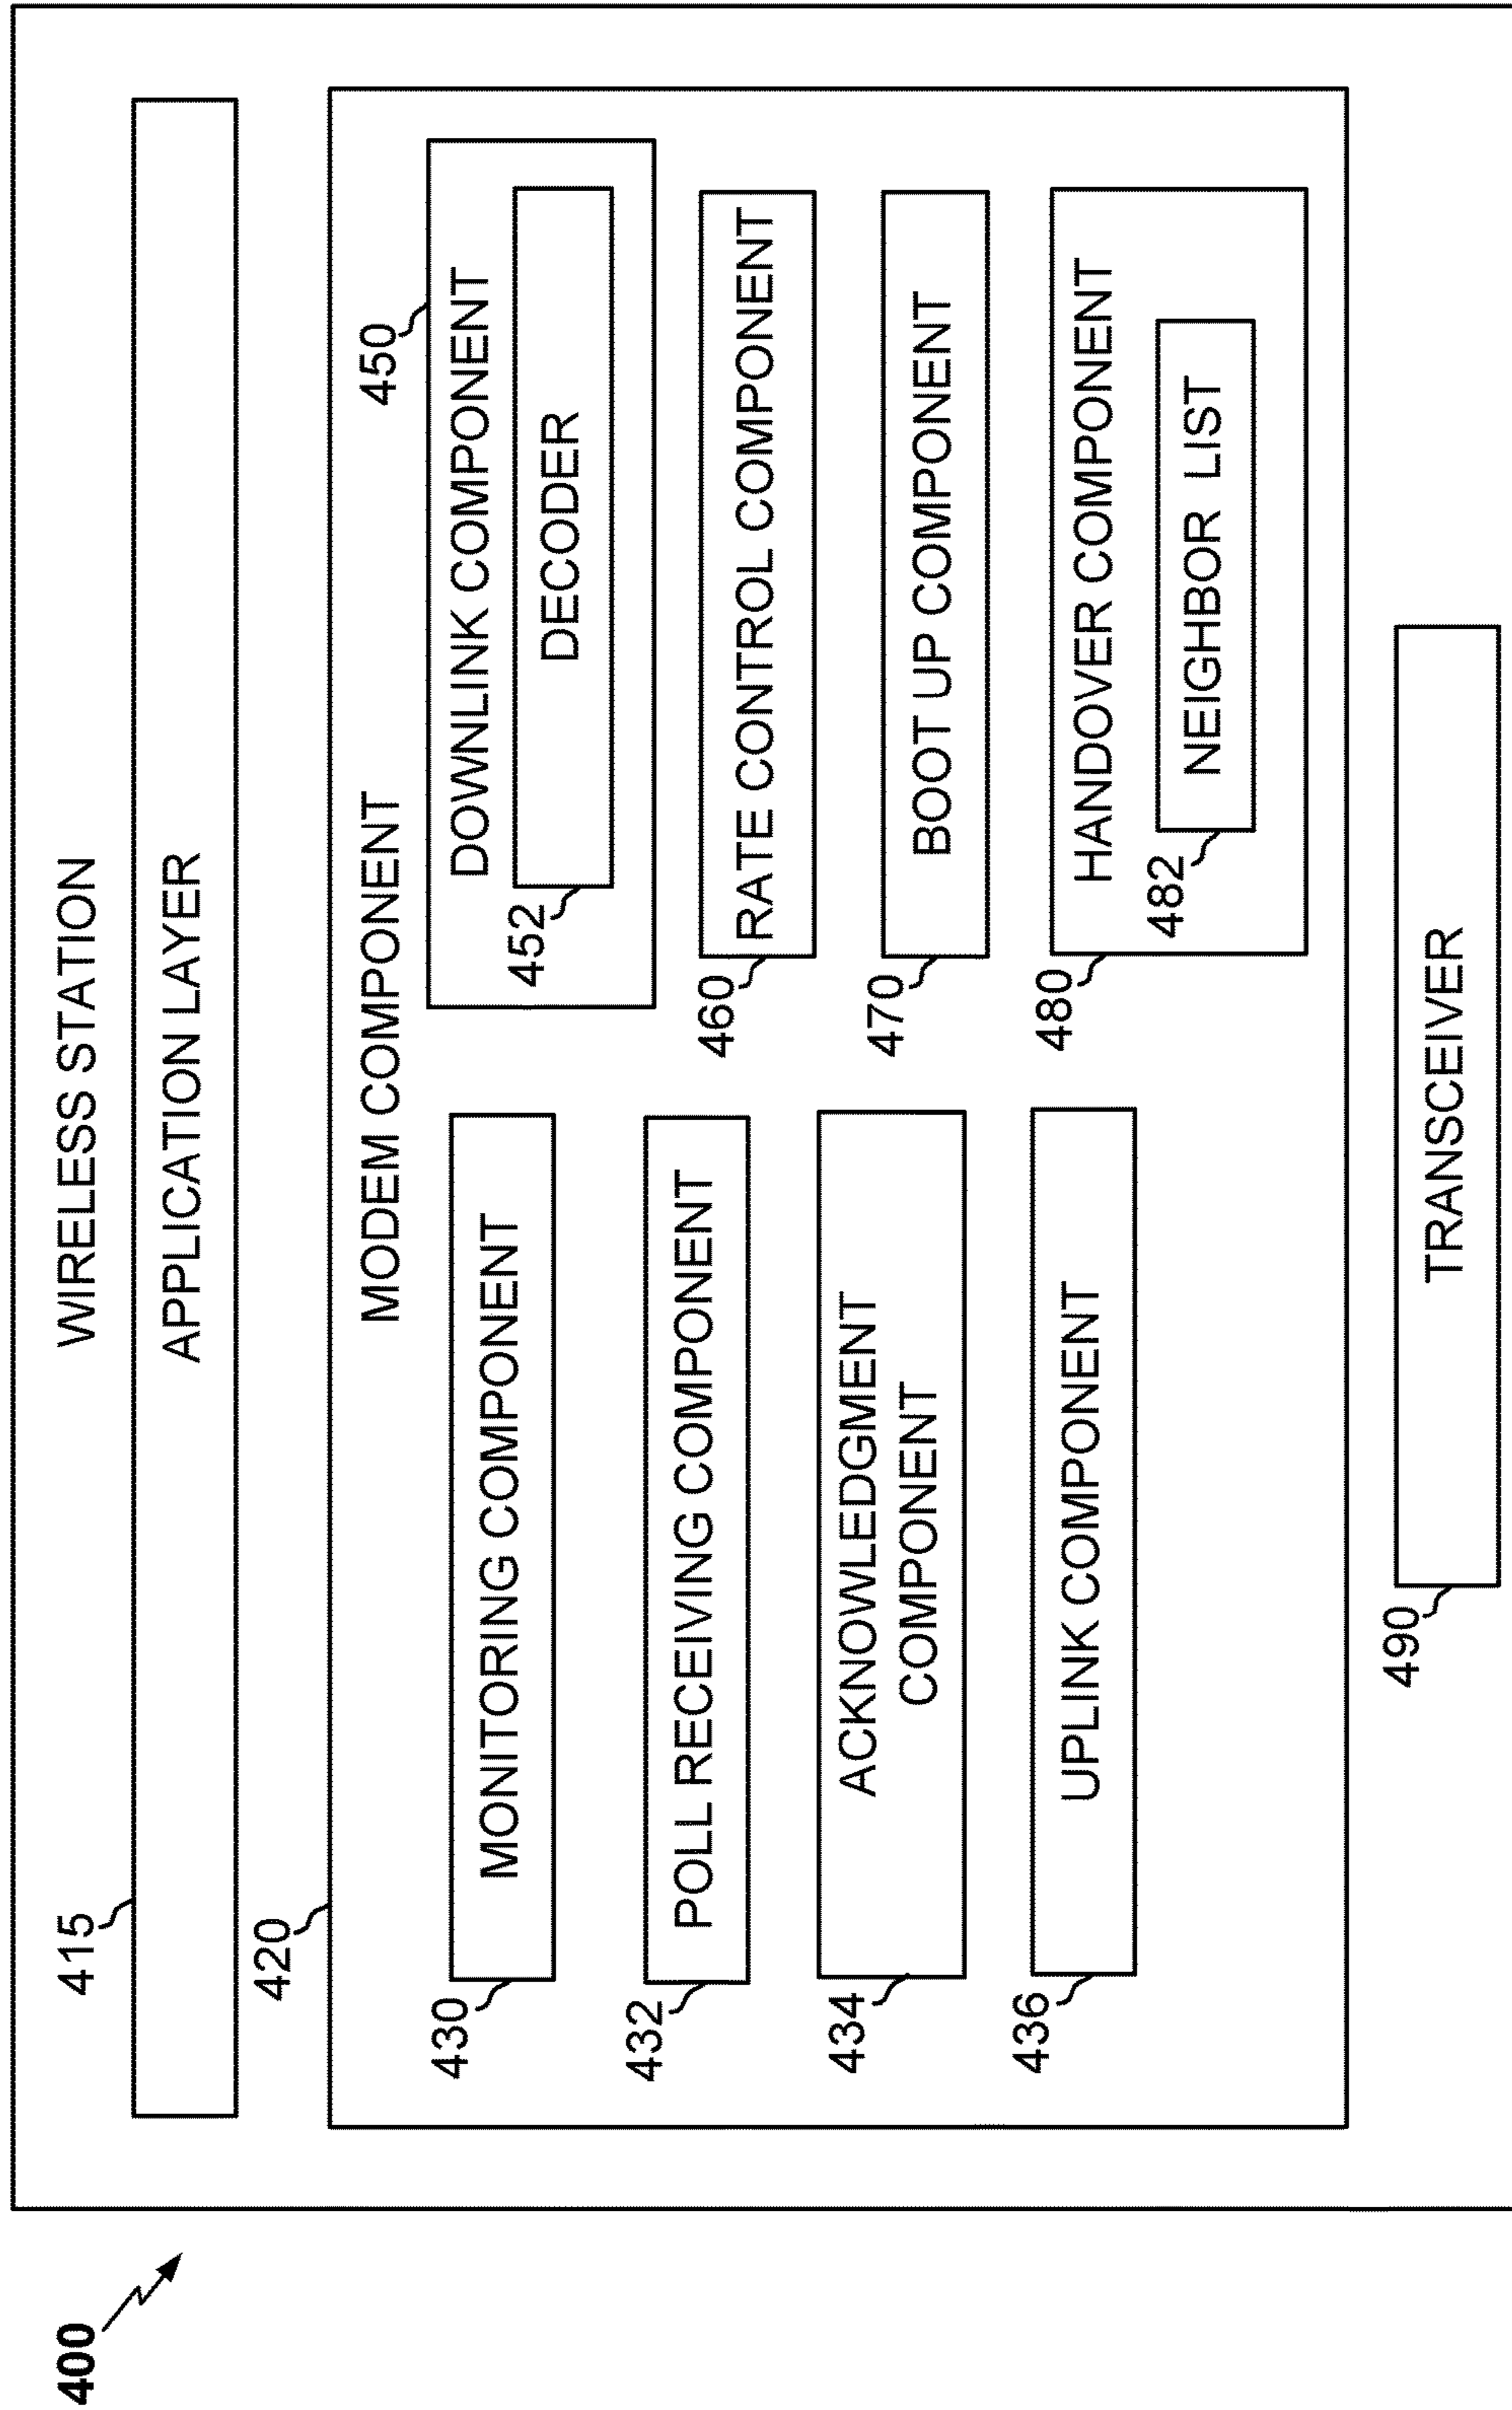 400
WIRELESS STATION
415
APPLICATION LAYER
420
MODEM COMPONENT
430
MONITORING COMPONENT
432
POLL RECEIVING COMPONENT
434
ACKNOWLEDGMENT
COMPONENT
436
UPLINK COMPONENT
450
DOWNLINK COMPONENT
452
DECODER
460
RATE CONTROL COMPONENT
470
BOOT UP COMPONENT
480
HANDOVER COMPONENT
482
NEIGHBOR LIST
490
TRANSCEIVER